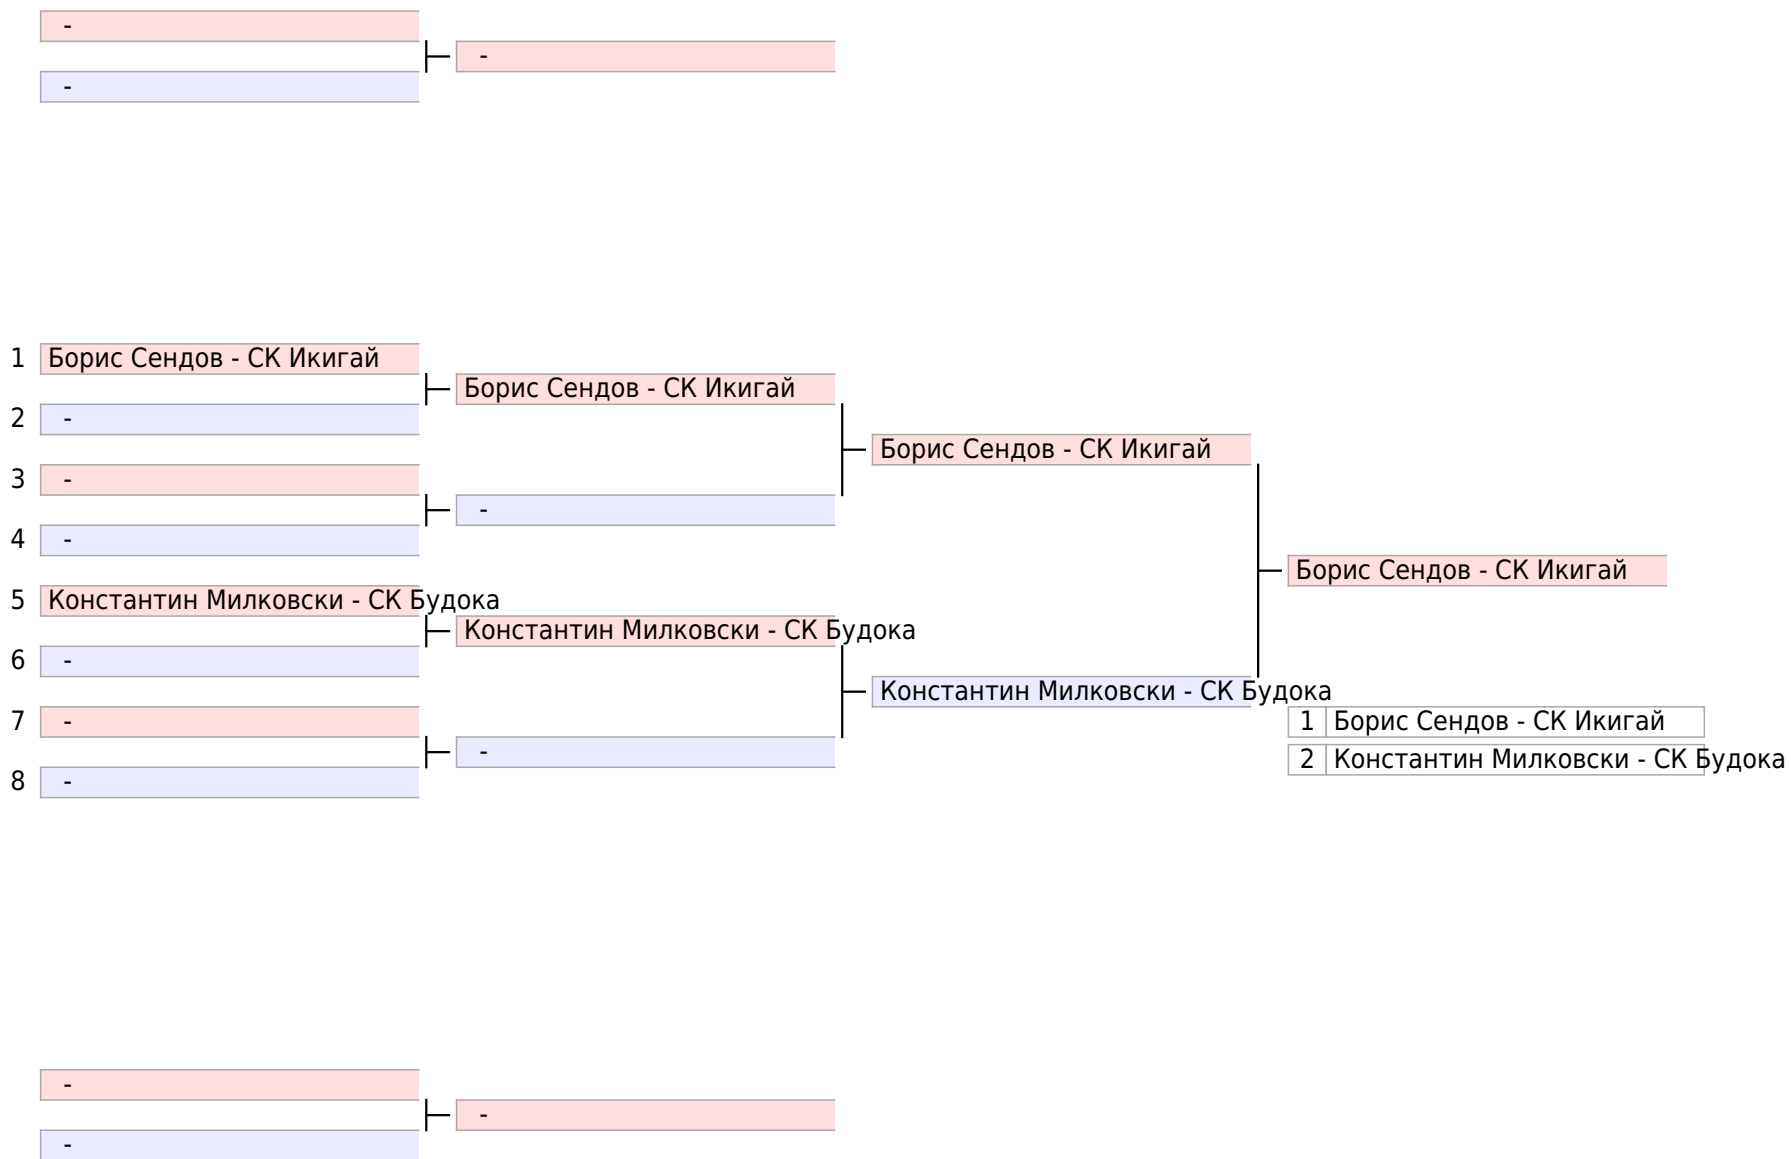 -
-
-
1 Борис Сендов - СК Икигай
Борис Сендов - СК Икигай
2 -
Борис Сендов - СК Икигай
3 -
-
4 -
Борис Сендов - СК Икигай
5 Константин Милковски - СК Будока
Константин Милковски - СК Будока
6 -
Константин Милковски - СК Будока
7 -
1 Борис Сендов - СК Икигай
-
2 Константин Милковски - СК Будока
8 -
-
-
-